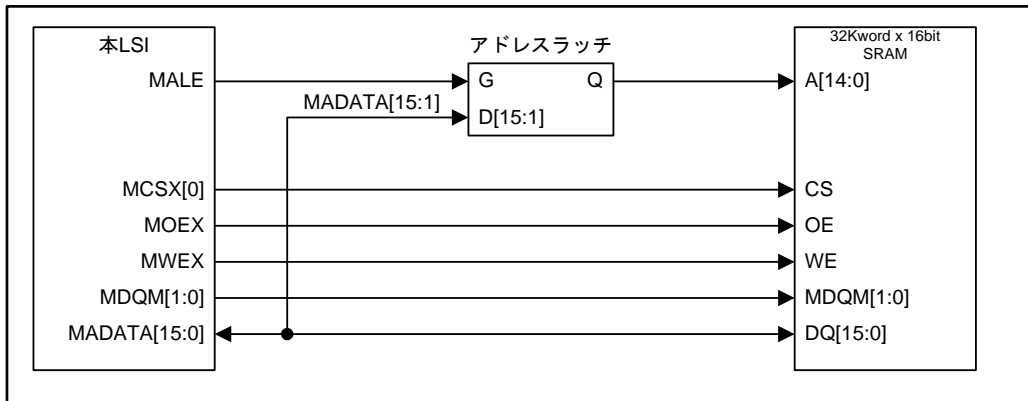 本LSI
アドレスラッチ
32Kword x 16bit
SRAM
MALE
G
Q
A[14:0]
MADATA[15:1]
D[15:1]
MCSX[0]
CS
MOEX
OE
MWEX
WE
MDQM[1:0]
MDQM[1:0]
MADATA[15:0]
DQ[15:0]